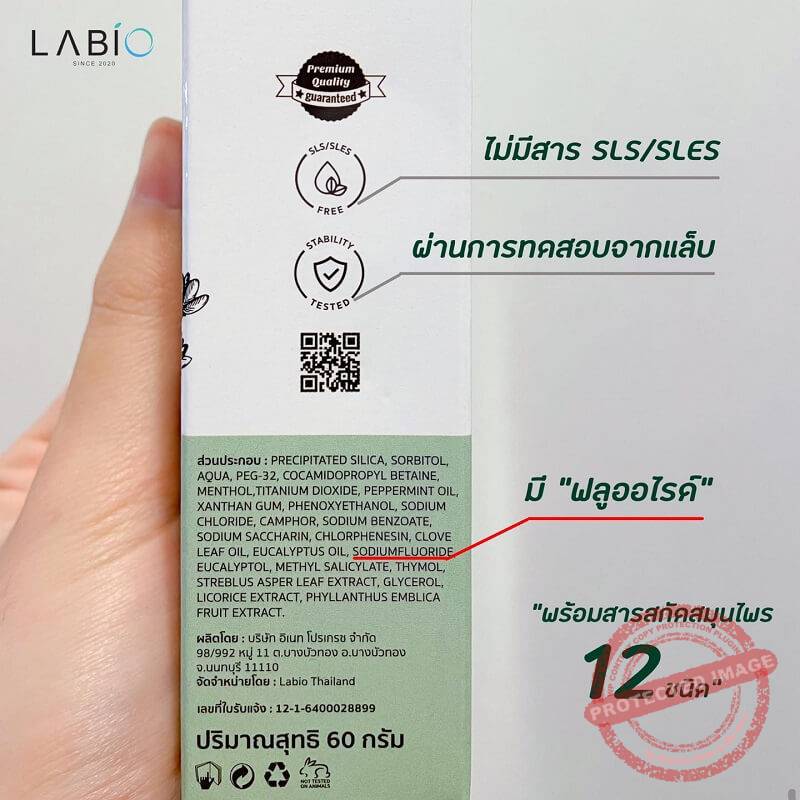 LABiO
SINCE 2020
Premium
Quality
guaranteed
SLS/SLES
FREE
ไม่มีสาร SLS/SLES
STABILITY
TESTED
ผ่านการทดสอบจากแล็บ
ส่วนประกอบ : PRECIPITATED SILICA, SORBITOL,
AQUA, PEG-32, COCAMIDOPROPYL BETAINE,
MENTHOL,TITANIUM DIOXIDE, PEPPERMINT OIL,
XANTHAN GUM, PHENOXYETHANOL, SODIUM
CHLORIDE, CAMPHOR, SODIUM BENZOATE,
SODIUM SACCHARIN, CHLORPHENESIN, CLOVE
LEAF OIL, EUCALYPTUS OIL, SODIUMFLUORIDE,
EUCALYPTOL, METHYL SALICYLATE, THYMOL,
STREBLUS ASPER LEAF EXTRACT, GLYCEROL,
LICORICE EXTRACT, PHYLLANTHUS EMBLICA
FRUIT EXTRACT.
มี "ฟลูออไรด์"
"พร้อมสารสกัดสมุนไพร
12 ชนิด"
ผลิตโดย : บริษัท อิเนท โปรเกรช จำกัด
98/992 หมู่ 11 ต.บางบัวทอง อ.บางบัวทอง
จ.นนทบุรี 11110
จัดจำหน่ายโดย : Labio Thailand
เลขที่ใบรับแจ้ง : 12-1-6400028899
ปริมาณสุทธิ 60 กรัม
NOT TESTED
ON ANIMALS
PROTECTED IMAGE